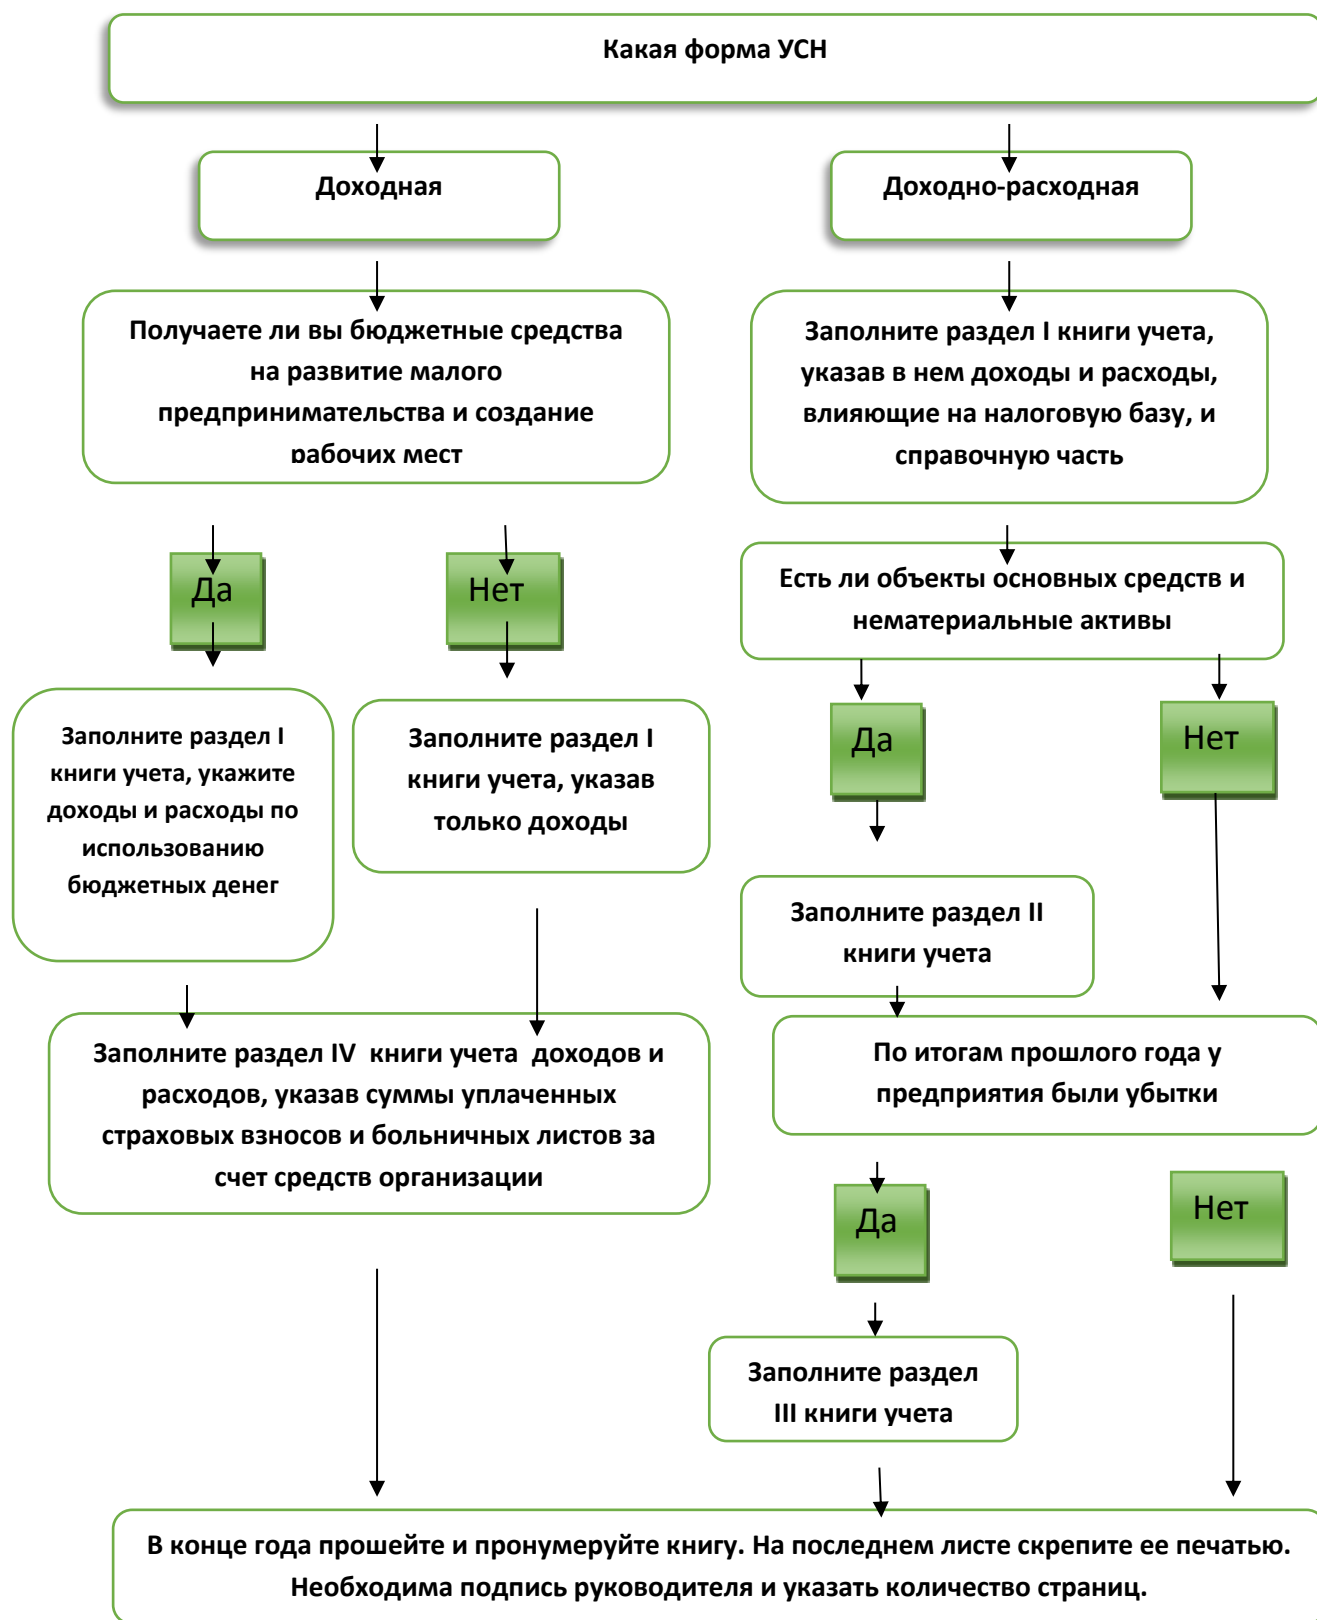 Какая форма УСН
Доходная
Доходно-расходная
Получаете ли вы бюджетные средства
на развитие малого
предпринимательства и создание
рабочих мест
Заполните раздел I книги учета,
указав в нем доходы и расходы,
влияющие на налоговую базу, и
справочную часть
Да
Нет
Есть ли объекты основных средств и
нематериальные активы
Заполните раздел I
книги учета, укажите
доходы и расходы по
использованию
бюджетных денег
Заполните раздел I
книги учета, указав
только доходы
Да
Нет
Заполните раздел II
книги учета
Заполните раздел IV  книги учета  доходов и
расходов, указав суммы уплаченных
страховых взносов и больничных листов за
счет средств организации
По итогам прошлого года у
предприятия были убытки
Да
Нет
Заполните раздел
III книги учета
В конце года прошейте и пронумеруйте книгу. На последнем листе скрепите ее печатью.
Необходима подпись руководителя и указать количество страниц.